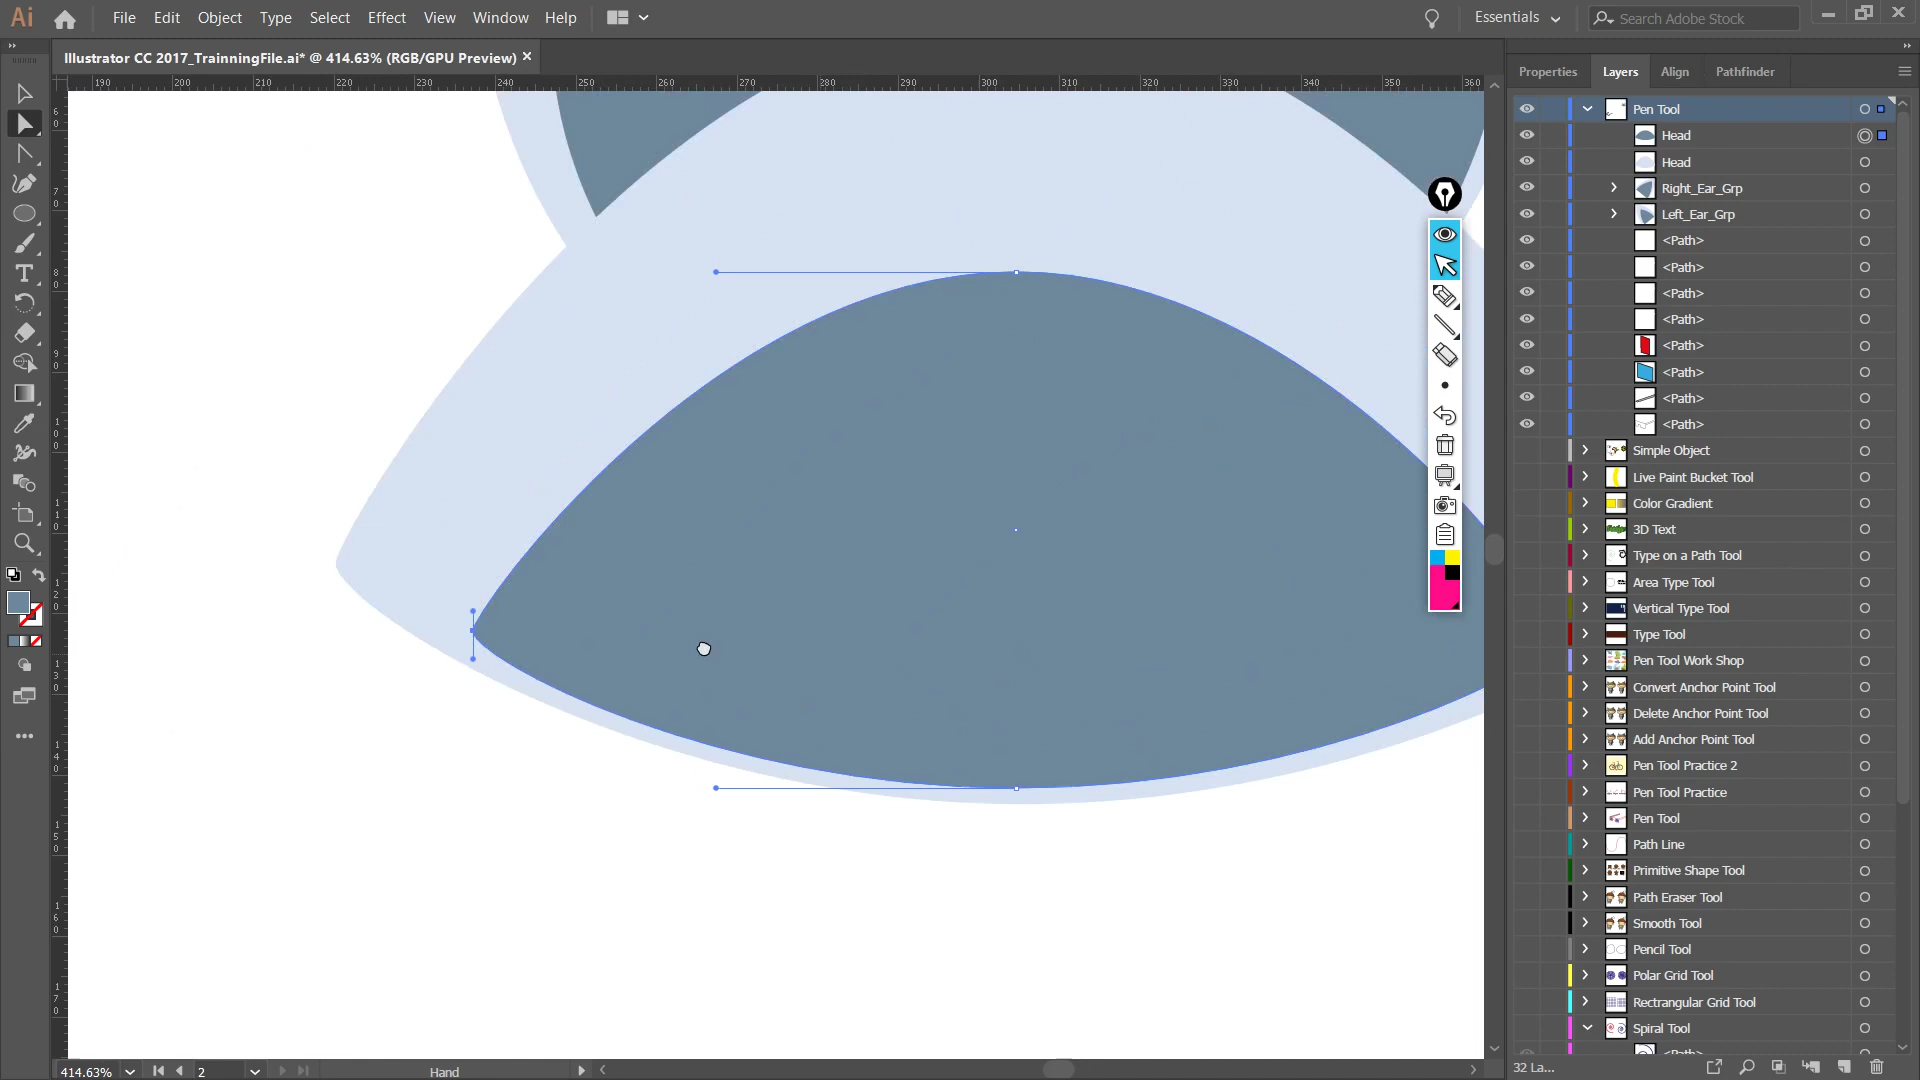 Ai File Edit Object Type Select Effect View Window Help Essentials Search Adobe Stock
Illustrator CC 2017_TrainningFile.ai* @ 414.63% (RGB/GPU Preview) ×
Properties Layers Align Pathfinder
190 200 210 220 230 240 250 260 270 280 290 300 310 320 330 340 350 360
Pen Tool
Head
Head
Right_Ear_Grp
Left_Ear_Grp
<Path>
<Path>
<Path>
<Path>
<Path>
<Path>
<Path>
<Path>
Simple Object
Live Paint Bucket Tool
Color Gradient
3D Text
Type on a Path Tool
Area Type Tool
Vertical Type Tool
Type Tool
Pen Tool Work Shop
Convert Anchor Point Tool
Delete Anchor Point Tool
Add Anchor Point Tool
Pen Tool Practice 2
Pen Tool Practice
Pen Tool
Path Line
Primitive Shape Tool
Path Eraser Tool
Smooth Tool
Pencil Tool
Polar Grid Tool
Rectangular Grid Tool
Spiral Tool
<Path>
414.63% 2 Hand 32 La...